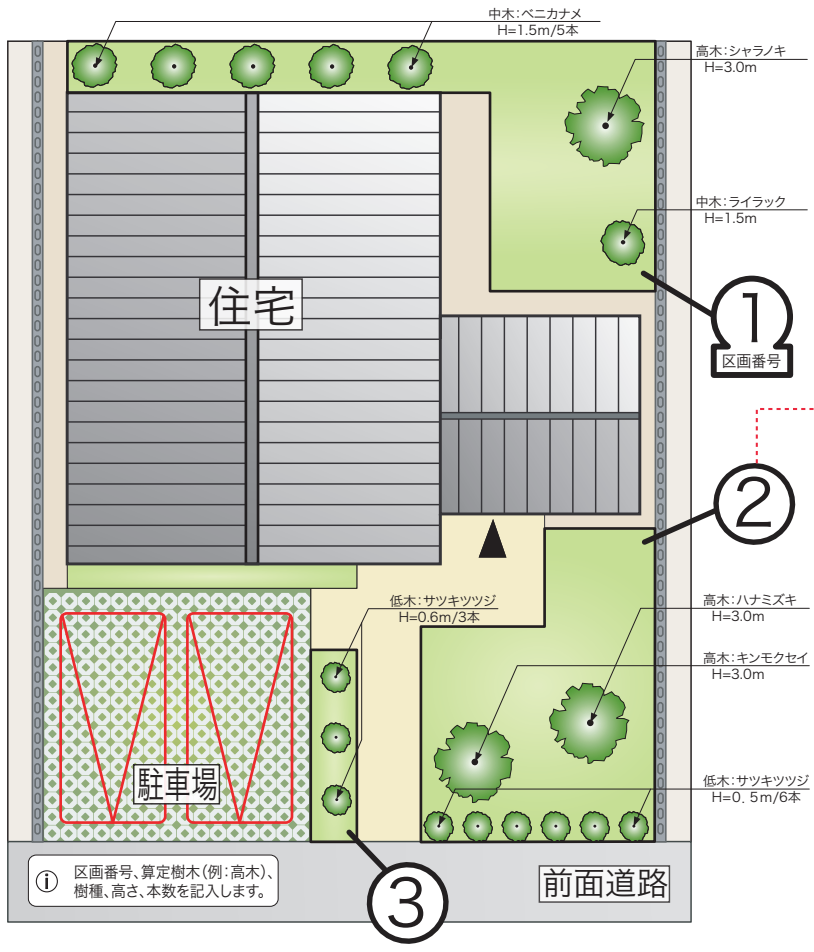 中木:ベニカナメ
H=1.5m/5本
高木:シャラノキ
H=3.0m
中木:ライラック
H=1.5m
住宅
1
区画番号
2
低木:サツキツツジ
H=0.6m/3本
高木:ハナミズキ
H=3.0m
高木:キンモクセイ
H=3.0m
駐車場
低木:サツキツツジ
H=0.5m/6本
i
区画番号、算定樹木(例:高木)、
樹種、高さ、本数を記入します。
3
前面道路